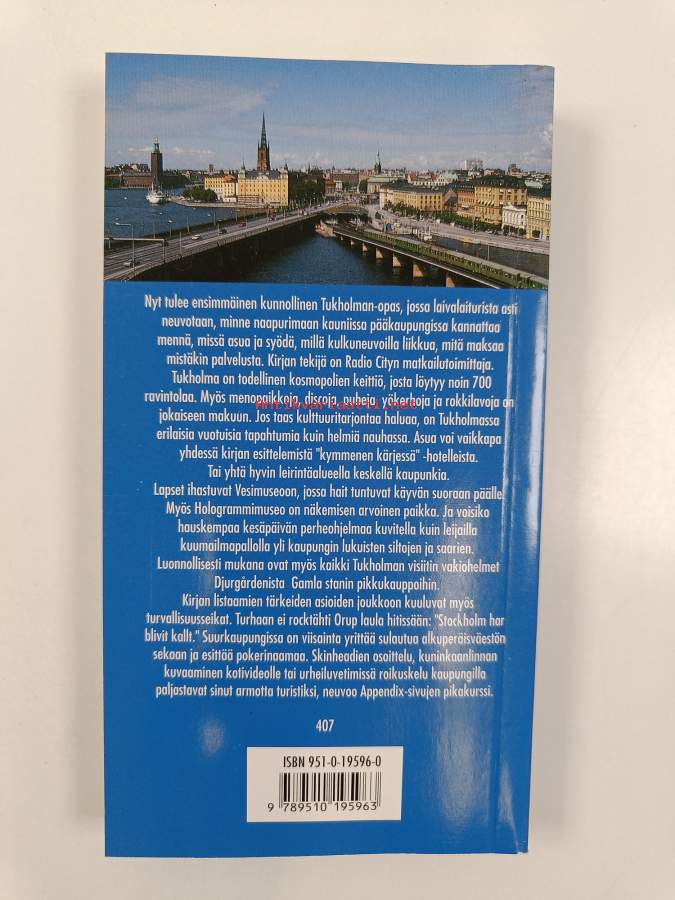 Nyt tulee ensimmäinen kunnollinen Tukholman-opas, jossa laivalaiturista asti
neuvotaan, minne naapurimaan kauniissa pääkaupungissa kannattaa
mennä, missä asua ja syödä, millä kulkuneuvoilla liikkua, mitä maksaa
mistäkin palvelusta. Kirjan tekijä on Radio Cityn matkailutoimittaja.
Tukholma on todellinen kosmopolien keittiö, josta löytyy noin 700
ravintolaa. Myös menopaikkoja, discoja, pubeja, yökerhoja ja rokkilavoja on
Antikvariaatti.net
jokaiseen makuun. Jos taas kulttuuritarjontaa haluaa, on Tukholmassa
erilaisia vuotuisia tapahtumia kuin helmiä nauhassa. Asua voi vaikkapa
yhdessä kirjan esittelemistä "kymmenen kärjessä" -hotelleista.
Tai yhtä hyvin leirintäalueella keskellä kaupunkia.
Lapset ihastuvat Vesimuseoon, jossa hait tuntuvat käyvän suoraan päälle
Myös Hologrammimuseo on näkemisen arvoinen paikka. Ja voisiko
hauskempaa kesäpäivän perheohjelmaa kuvitella kuin leijailla
kuumailmapallolla yli kaupungin lukuisten siltojen ja saarien.
Luonnollisesti mukana ovat myös kaikki Tukholman visiitin vakiohelmet
Djurgårdenista Gamla stanin pikkukauppoihin.
Kirjan listaamien tärkeiden asioiden joukkoon kuuluvat myös
turvallisuusseikat. Turhaan ei rocktähti Orup laula hitissään: "Stockholm har
blivit kallt." Suurkaupungissa on viisainta yrittää sulautua alkuperäisväestön
sekaan ja esittää pokerinaamaa. Skinheadien osoittelu, kuninkaanlinnan
kuvaaminen kotivideolle tai urheiluvetimissä roikuskelu kaupungilla
paljastavat sinut armotta turistiksi, neuvoo Appendix-sivujen pikakurssi.
407
ISBN 951-0-19596-0
9 789510 195963